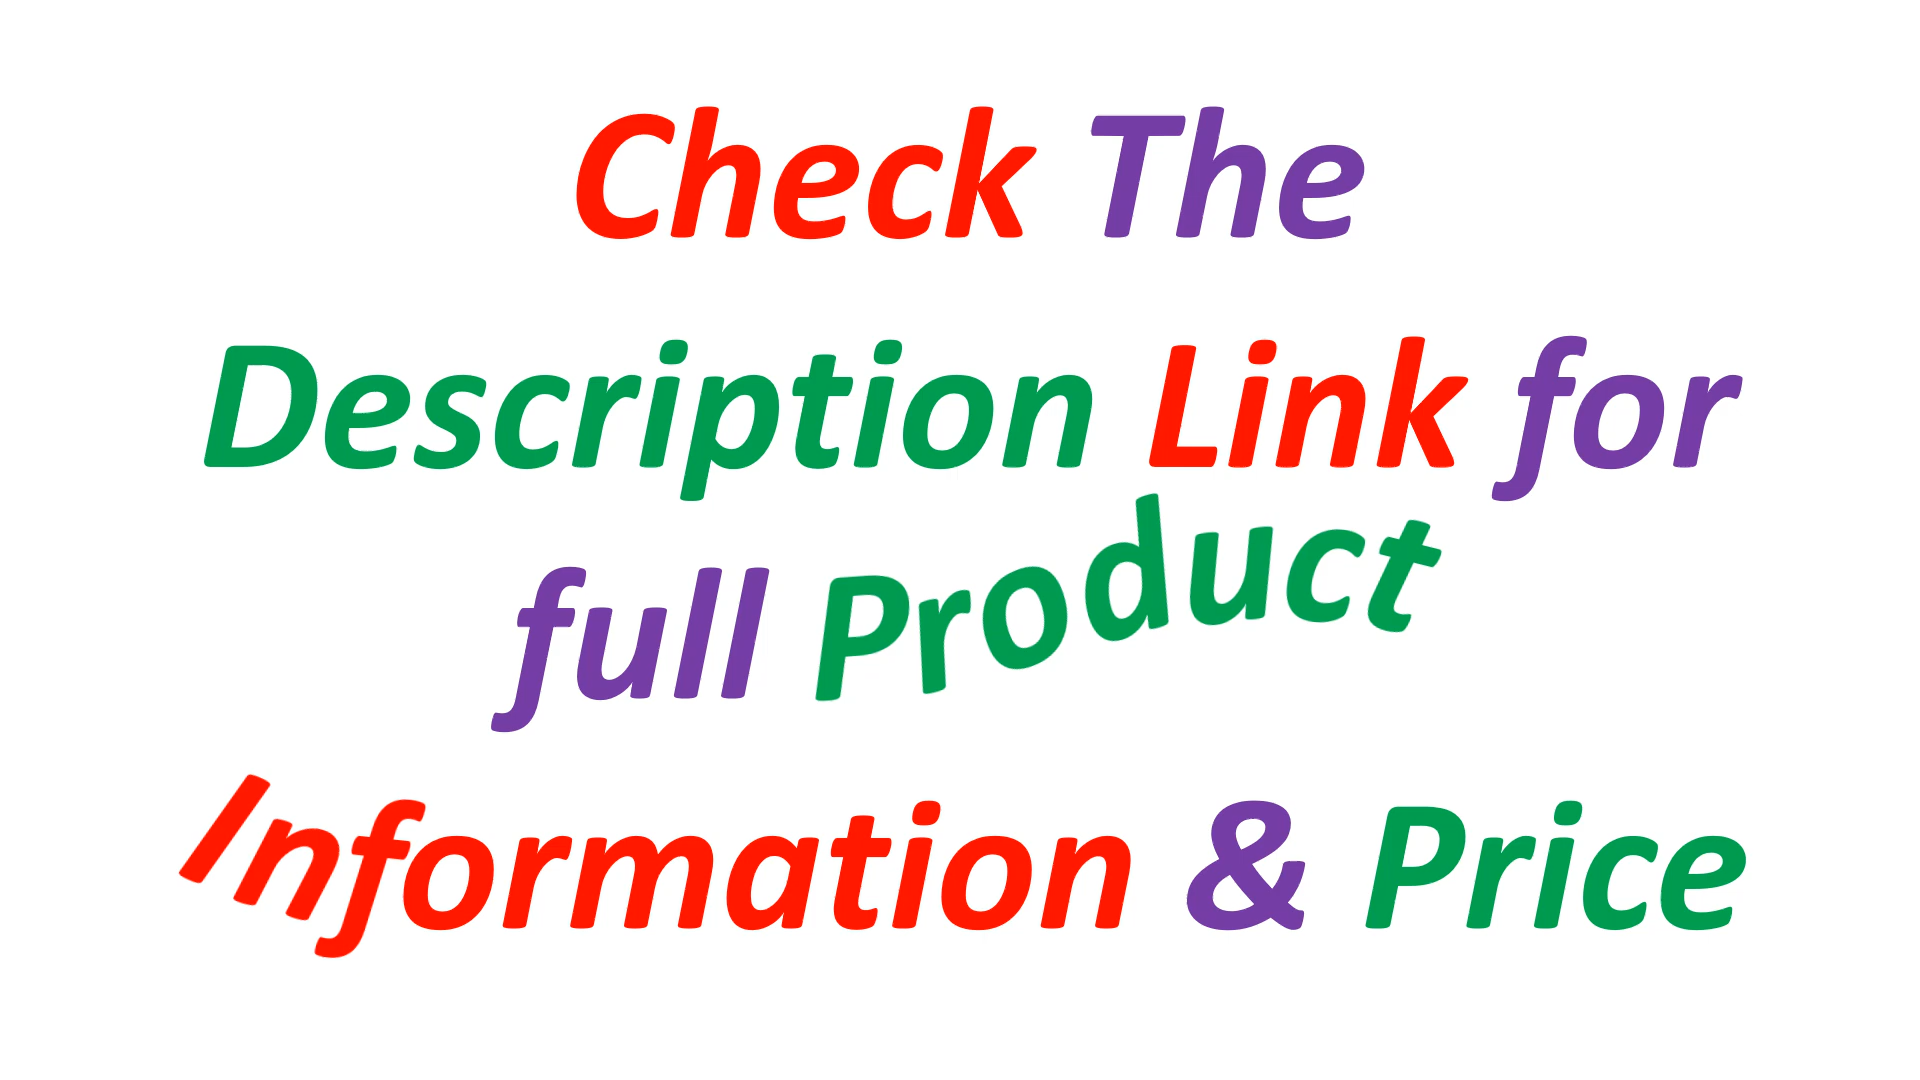 Check The
Description Link for
full Product
Information & Price